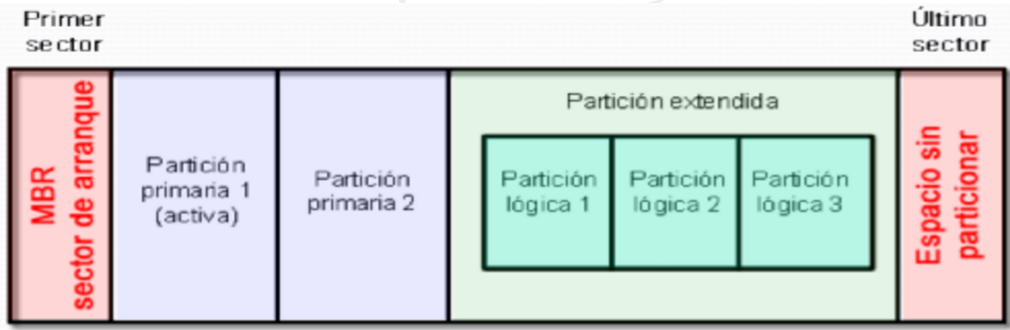 Primer
sector
Último
sector
MBR
sector de arranque
Partición
primaria 1
(activa)
Partición
primaria 2
Partición extendida
Partición
lógica 1
Partición
lógica 2
Partición
lógica 3
Espacio sin
particionar